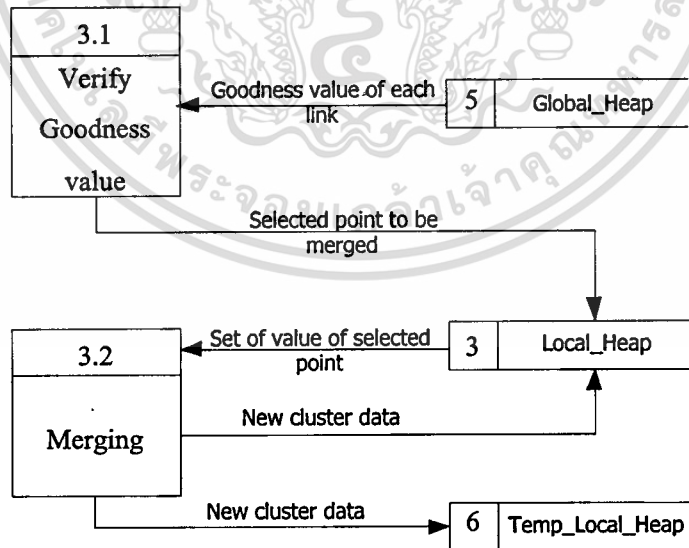 3.1
Verify
Goodness
value
Goodness value of each
link
5 Global_Heap
Selected point to be
merged
3.2
Merging
Set of value of selected
point
3 Local_Heap
New cluster data
New cluster data
6 Temp_Local_Heap